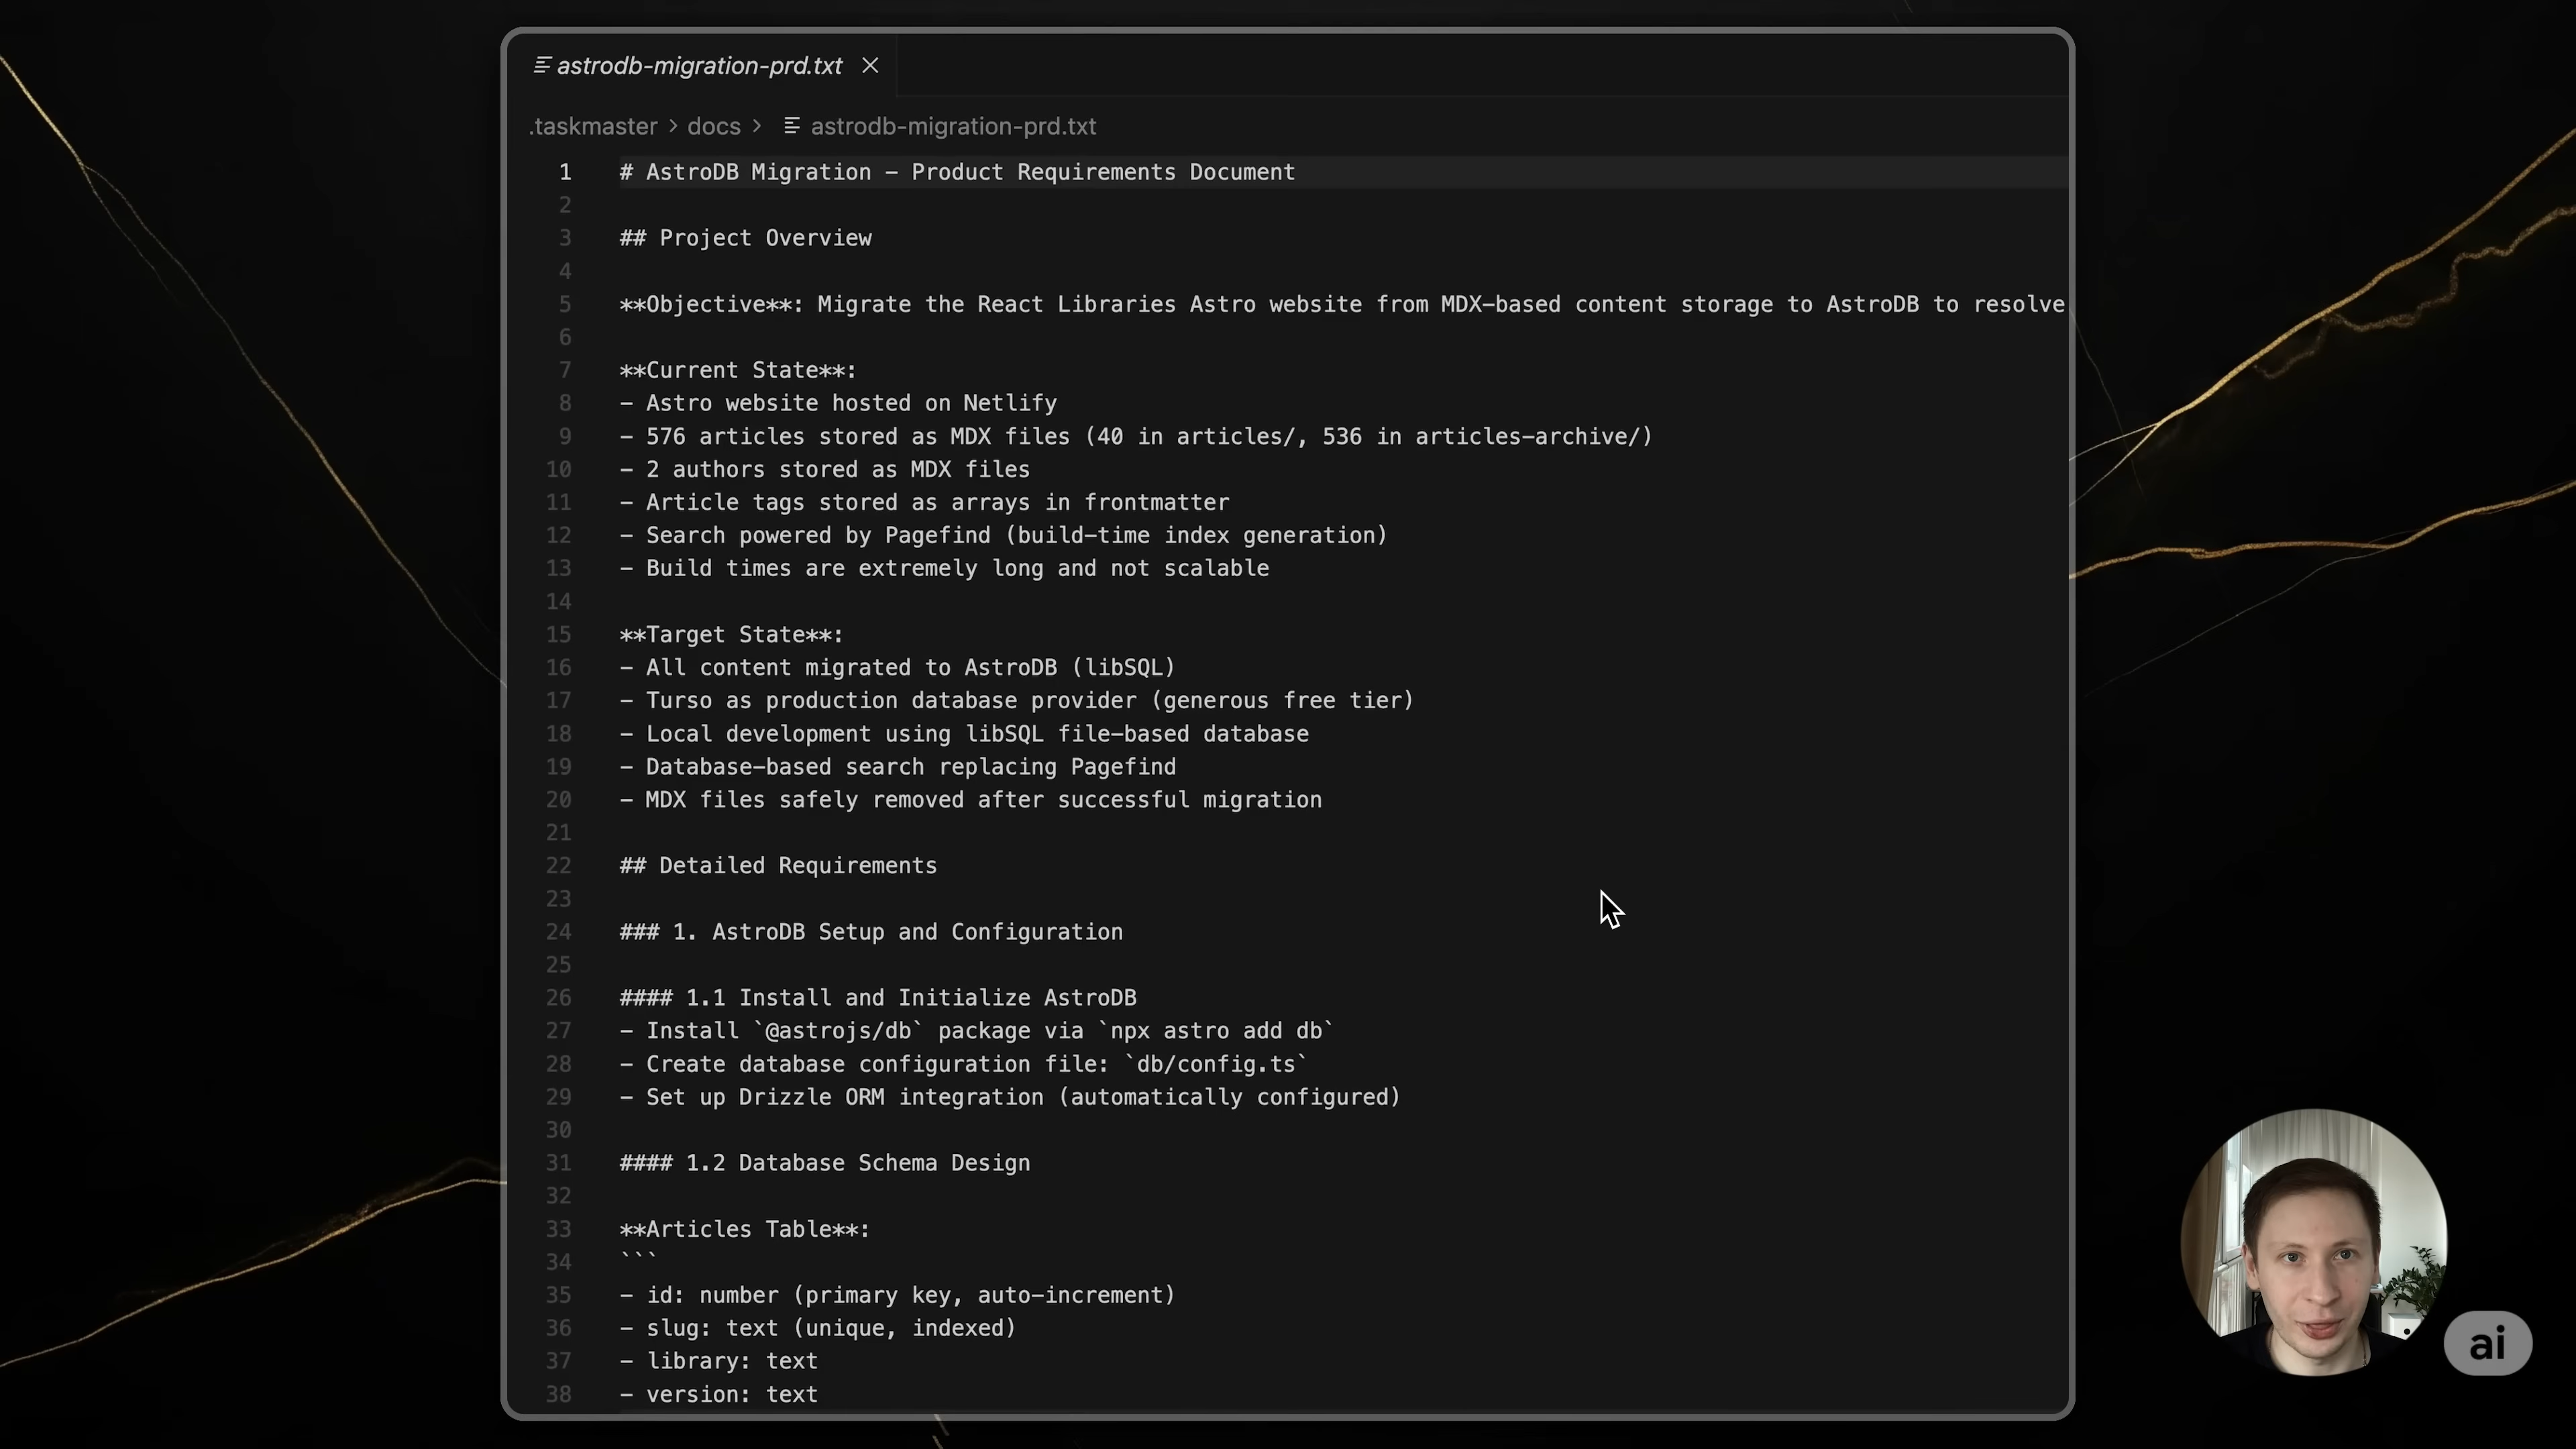 astrodb-migration-prd.txt
.taskmaster > docs > astrodb-migration-prd.txt
1 # AstroDB Migration - Product Requirements Document
2
3 ## Project Overview
4
5 **Objective**: Migrate the React Libraries Astro website from MDX-based content storage to AstroDB to resolve
6
7 **Current State**:
8 - Astro website hosted on Netlify
9 - 576 articles stored as MDX files (40 in articles/, 536 in articles-archive/)
10 - 2 authors stored as MDX files
11 - Article tags stored as arrays in frontmatter
12 - Search powered by Pagefind (build-time index generation)
13 - Build times are extremely long and not scalable
14
15 **Target State**:
16 - All content migrated to AstroDB (libSQL)
17 - Turso as production database provider (generous free tier)
18 - Local development using libSQL file-based database
19 - Database-based search replacing Pagefind
20 - MDX files safely removed after successful migration
21
22 ## Detailed Requirements
23
24 ### 1. AstroDB Setup and Configuration
25
26 #### 1.1 Install and Initialize AstroDB
27 - Install `@astrojs/db` package via `npx astro add db`
28 - Create database configuration file: `db/config.ts`
29 - Set up Drizzle ORM integration (automatically configured)
30
31 #### 1.2 Database Schema Design
32
33 **Articles Table**:
34 ```
35 - id: number (primary key, auto-increment)
36 - slug: text (unique, indexed)
37 - library: text
38 - version: text
ai